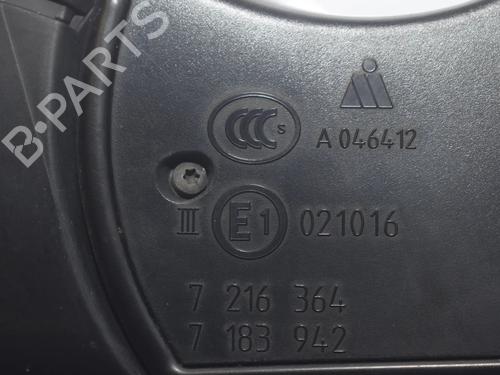 B-PARTS
CCC S
A 046412
III E1 021016
7 216 364
7 183 942